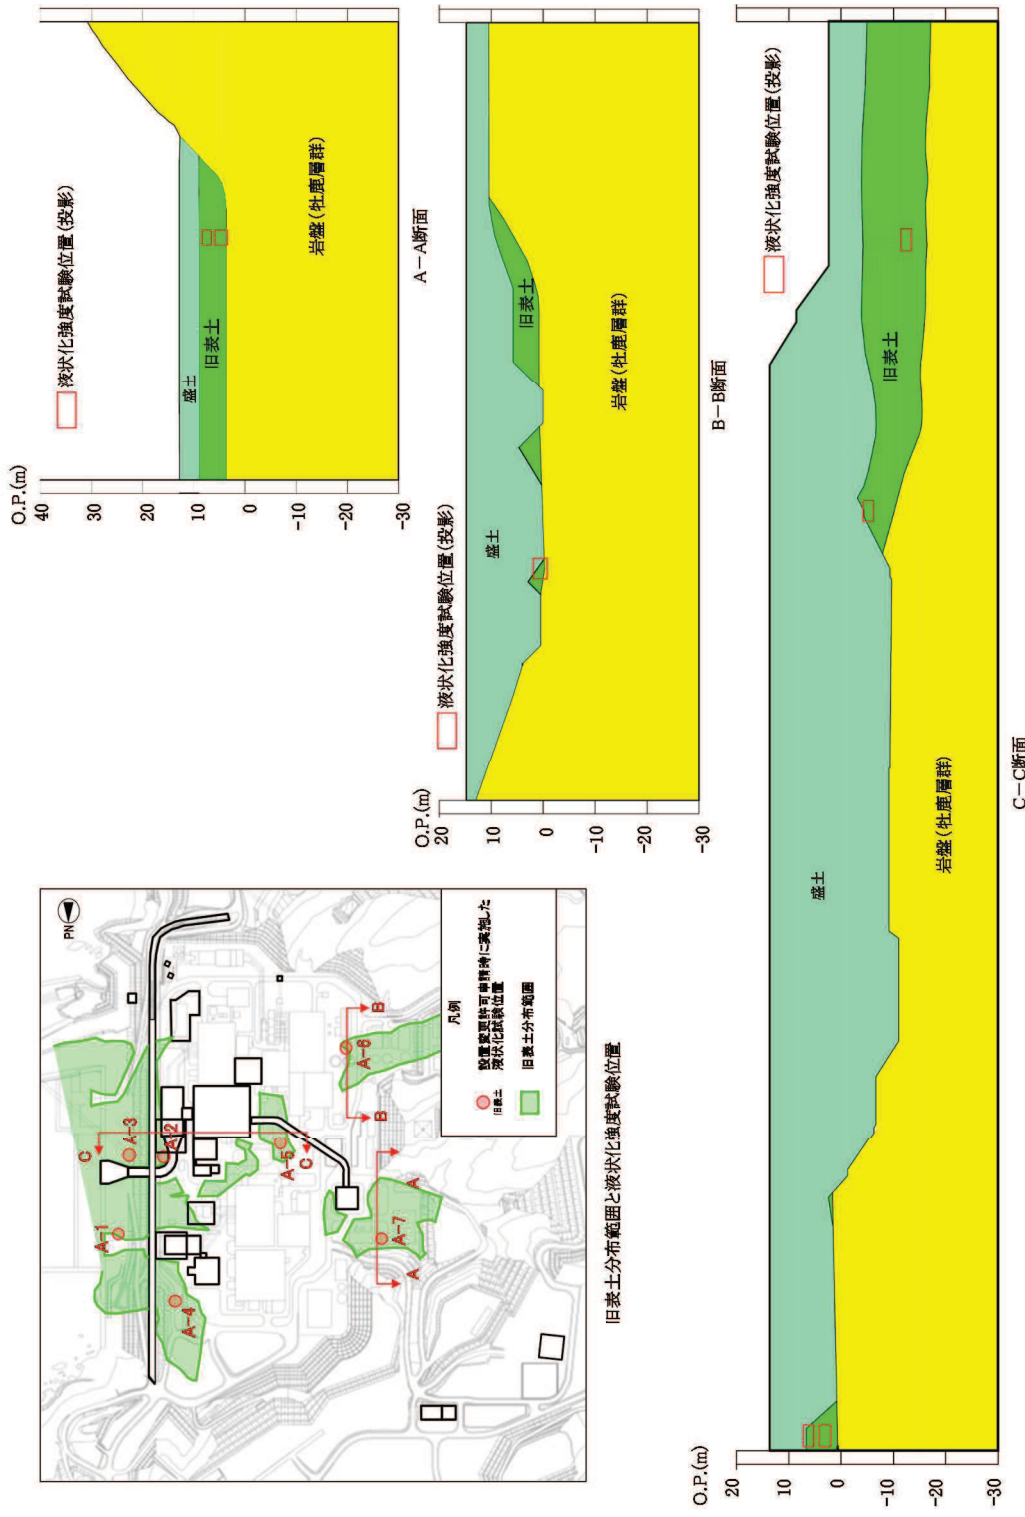 PN
C
A-3
A-2
A-1
A-4
A-5
C
A-6
B
B
A-7
A
A
凡例
旧表土
設置変更許可申請時に実施した
液状化試験位置
旧表土分布範囲
旧表土分布範囲と液状化強度試験位置
O.P.(m)
40
30
20
10
0
-10
-20
-30
液状化強度試験位置(投影)
盛土
旧表土
岩盤(牡鹿層群)
A-A断面
O.P.(m)
20
10
0
-10
-20
-30
液状化強度試験位置(投影)
盛土
旧表土
岩盤(牡鹿層群)
B-B断面
O.P.(m)
20
10
0
-10
-20
-30
液状化強度試験位置(投影)
盛土
旧表土
岩盤(牡鹿層群)
C-C断面